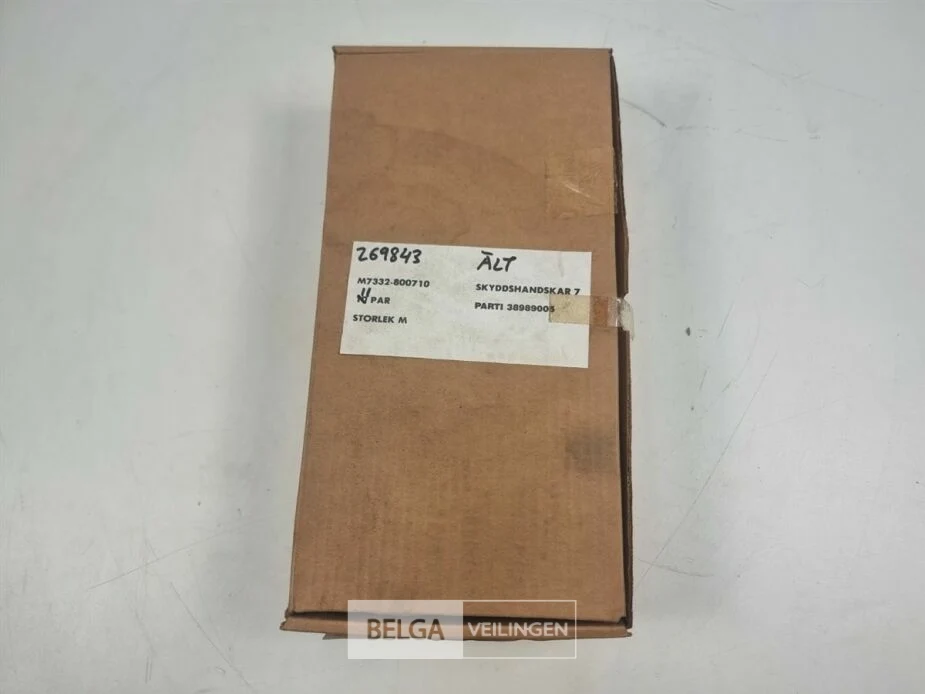 269843 ÄLT
M7332-800710 SKYDDSHANDSKAR 7
PAR PARTI 38989005
STORLEK M
BELGA VEILINGEN